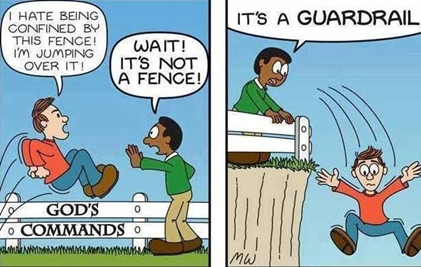 I HATE BEING
CONFINED BY
THIS FENCE!
I'M JUMPING
OVER IT!
WAIT!
IT'S NOT
A FENCE!
GOD'S
COMMANDS
IT'S A GUARDRAIL
MW